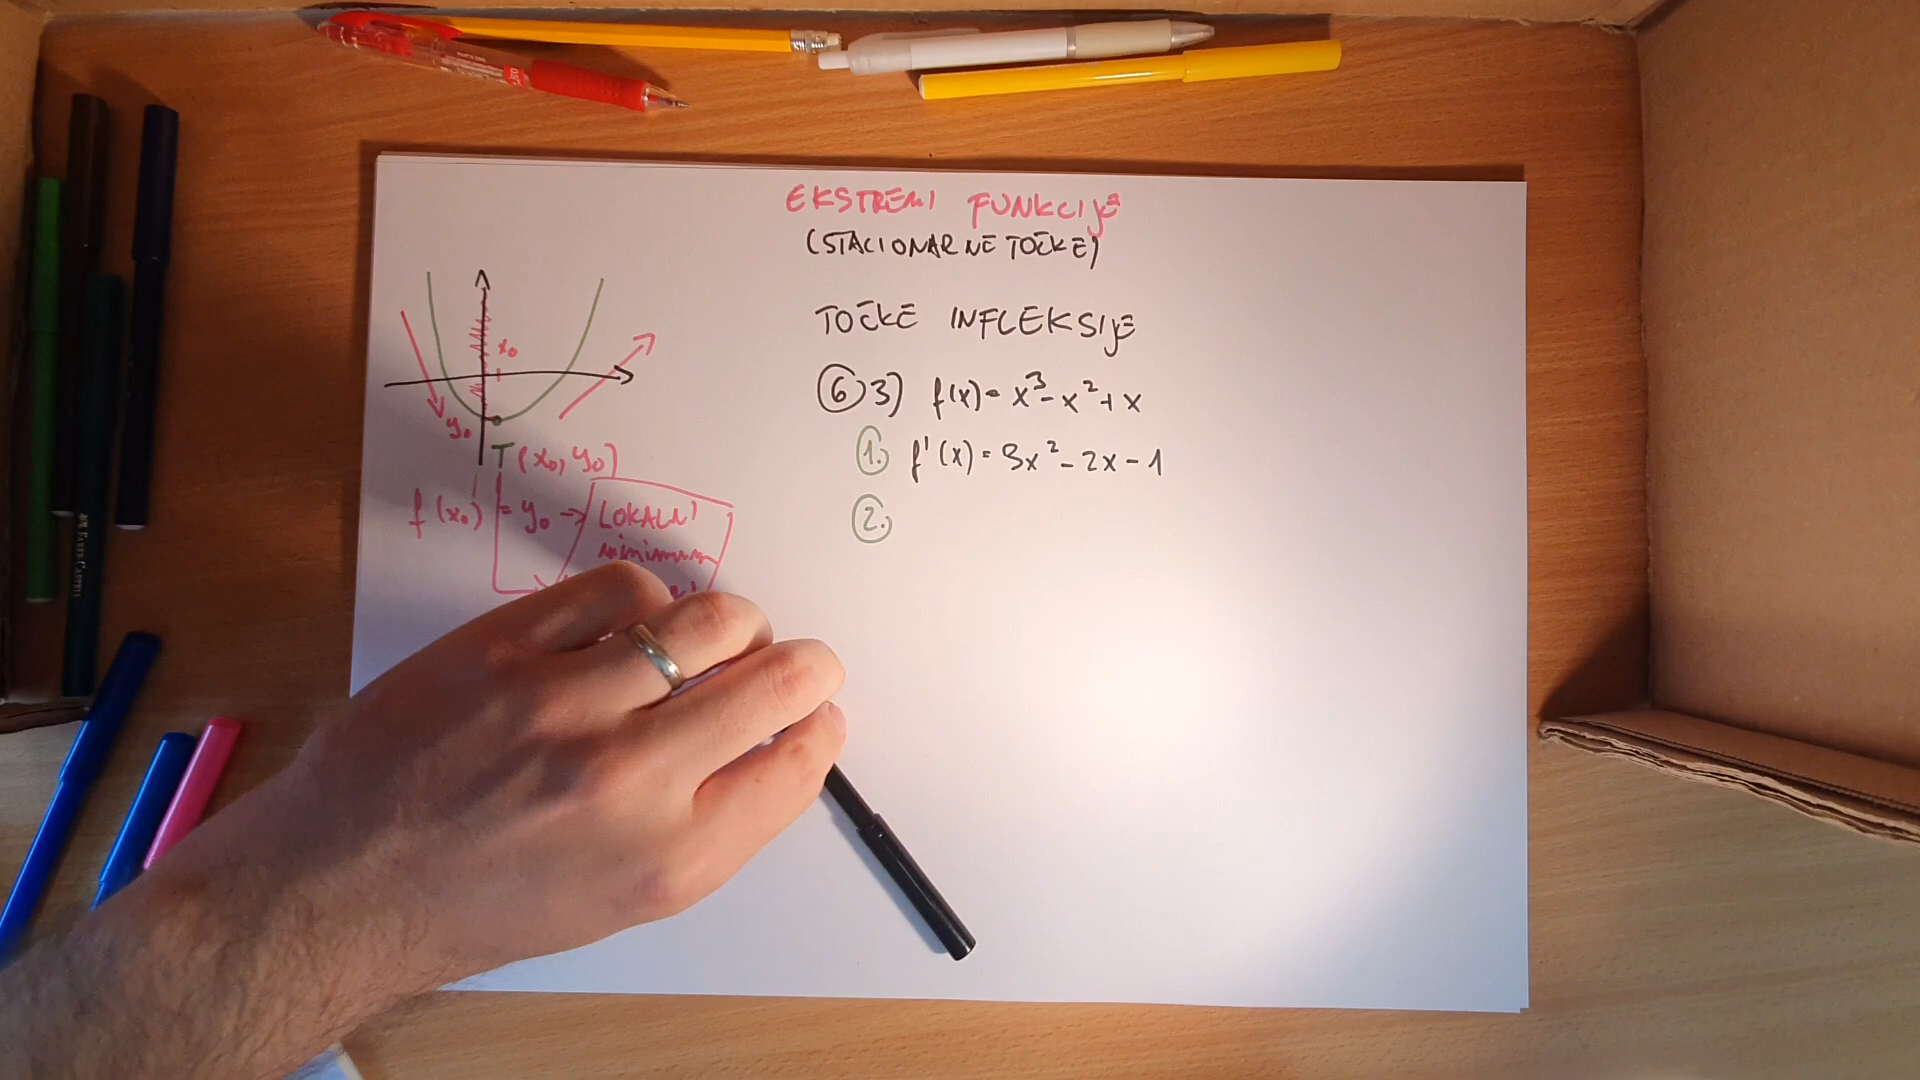 EKSTREMI FUNKCIJE
(STACIONARNE TOČKE)
TOČKE INFLEKSIJE
⑥ 3) f(x) = x³ - x² + x
1. f'(x) = 3x² - 2x - 1
2.
x₀
y₀
T (x₀, y₀)
f(x₀) = y₀ → LOKALNI
minimum